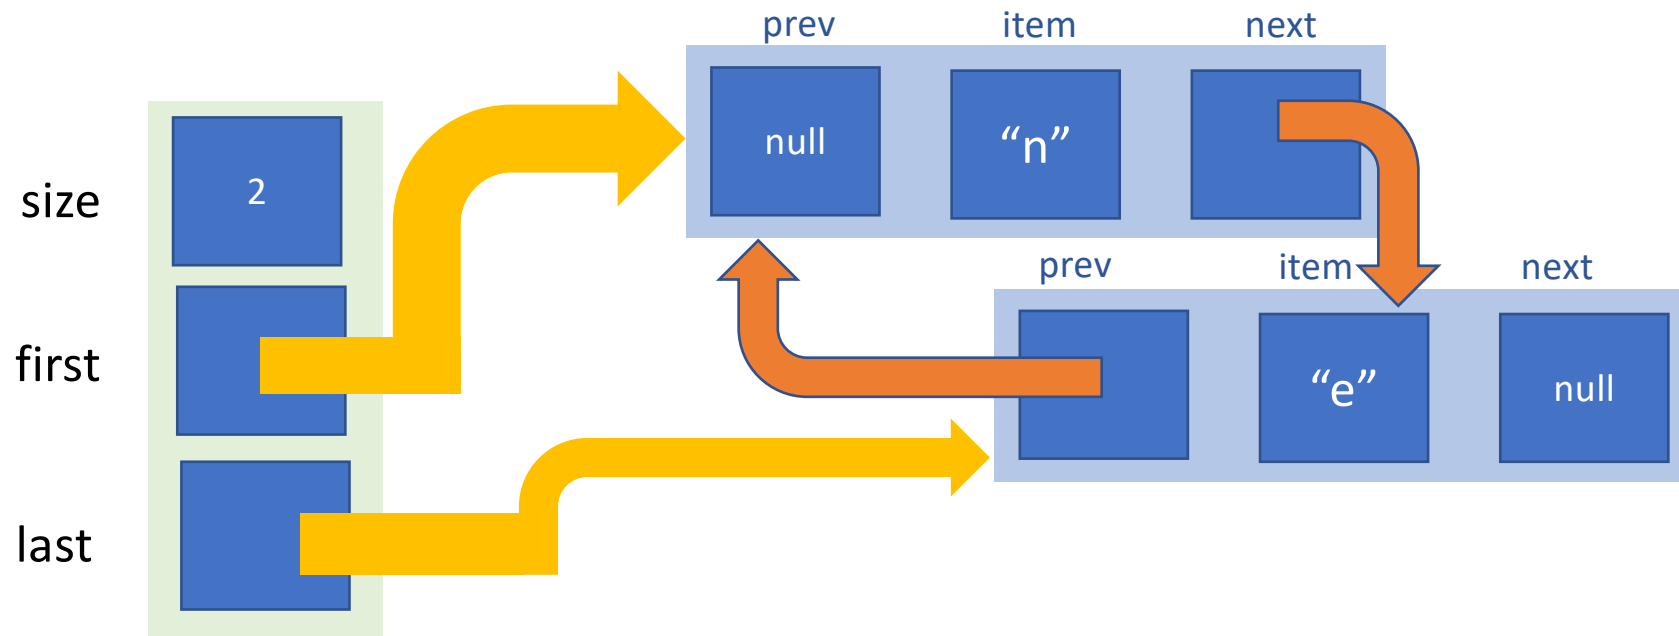 prev item next
null “n”
size 2
prev item next
first “e” null
last